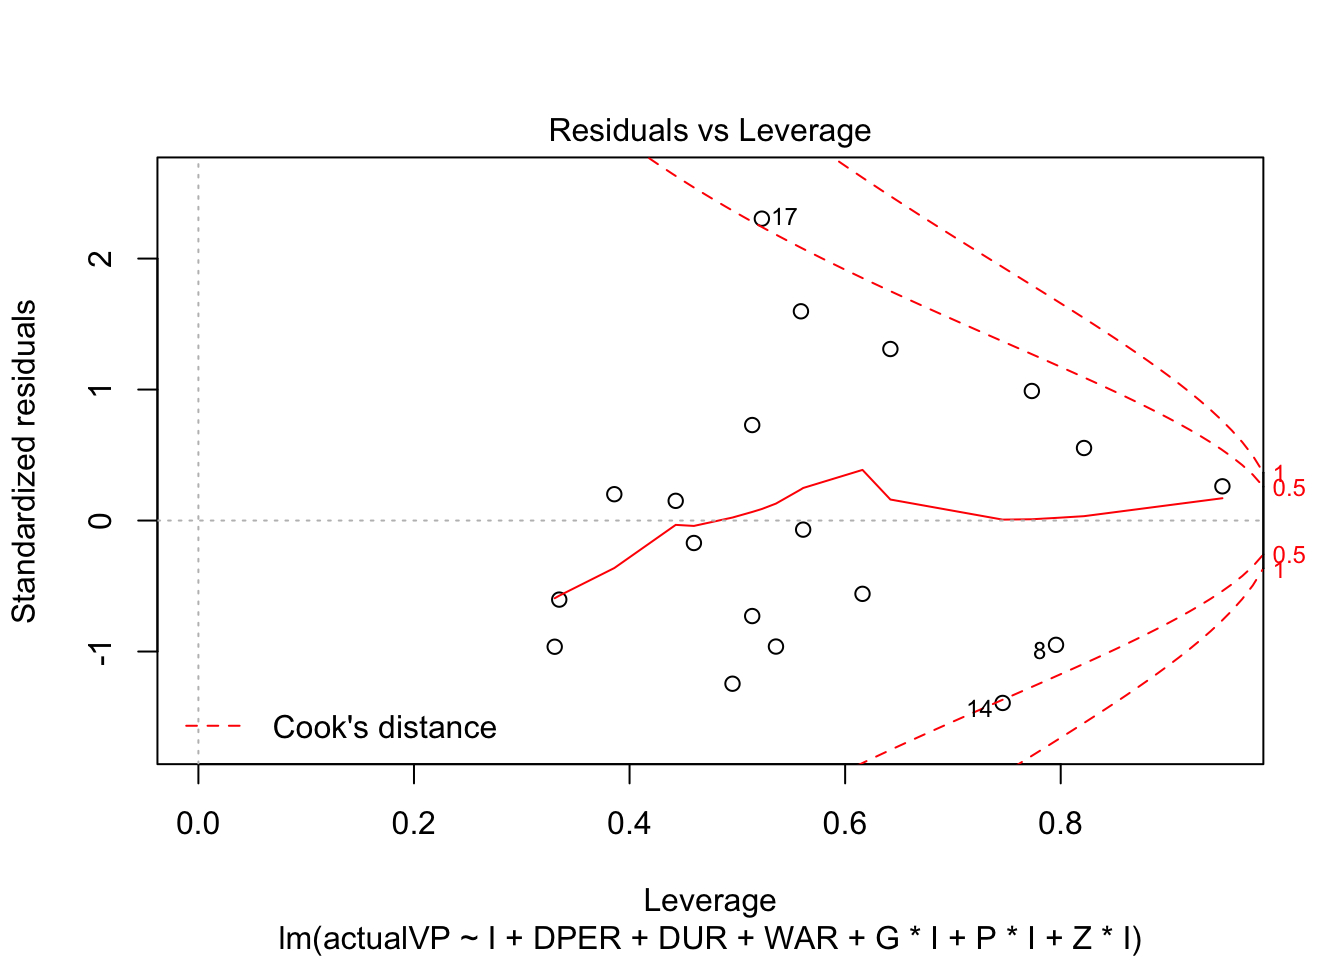 Residuals vs Leverage
Standardized residuals
2
1
0
-1
17
8
14
1
0.5
0.5
1
Cook's distance
0.0 0.2 0.4 0.6 0.8
Leverage
lm(actualVP ~ I + DPER + DUR + WAR + G * I + P * I + Z * I)